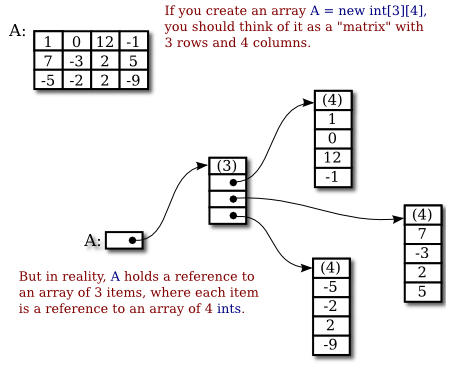 If you create an array A = new int[3][4],
you should think of it as a "matrix" with
3 rows and 4 columns.
A:
1 0 12 -1
7 -3 2 5
-5 -2 2 -9
(4)
1
0
12
-1
(3)
A:
(4)
7
-3
2
5
But in reality, A holds a reference to
an array of 3 items, where each item
is a reference to an array of 4 ints.
(4)
-5
-2
2
-9